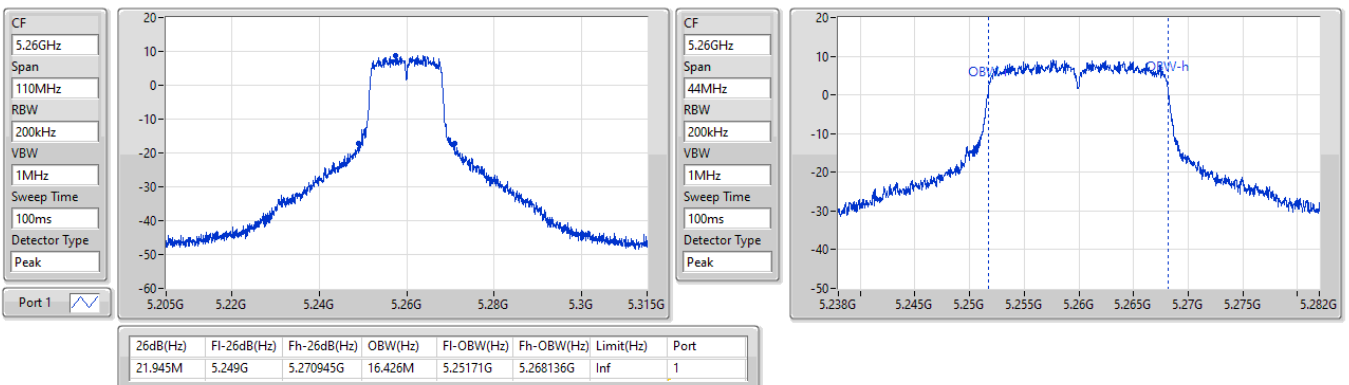 CF
5.26GHz
Span
110MHz
RBW
200kHz
VBW
1MHz
Sweep Time
100ms
Detector Type
Peak
Port 1
20
10
0
-10
-20
-30
-40
-50
-60
5.205G 5.22G 5.24G 5.26G 5.28G 5.3G 5.315G
CF
5.26GHz
Span
44MHz
RBW
200kHz
VBW
1MHz
Sweep Time
100ms
Detector Type
Peak
20
10
0
-10
-20
-30
-40
-50
OBW-h
5.238G 5.245G 5.25G 5.255G 5.26G 5.265G 5.27G 5.275G 5.282G
26dB(Hz) Fl-26dB(Hz) Fh-26dB(Hz) OBW(Hz) Fl-OBW(Hz) Fh-OBW(Hz) Limit(Hz) Port
21.945M 5.249G 5.270945G 16.426M 5.25171G 5.268136G Inf 1